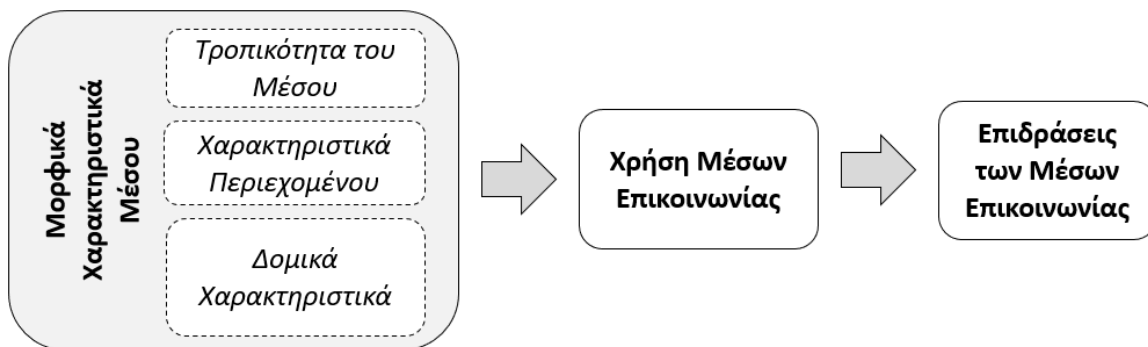 Μορφικά
Χαρακτηριστικά
Μέσου
Τροπικότητα του
Μέσου
Χαρακτηριστικά
Περιεχομένου
Δομικά
Χαρακτηριστικά
Χρήση Μέσων
Επικοινωνίας
Επιδράσεις
των Μέσων
Επικοινωνίας